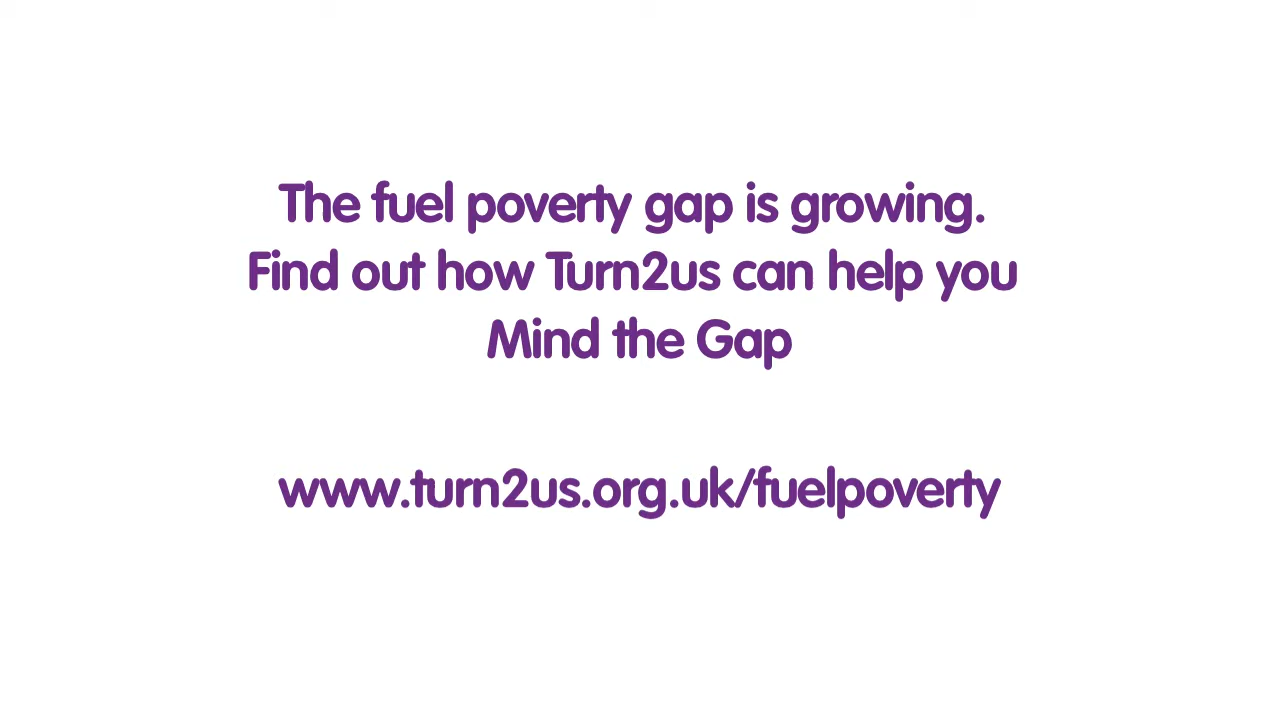 The fuel poverty gap is growing.
Find out how Turn2us can help you
Mind the Gap
www.turn2us.org.uk/fuelpoverty